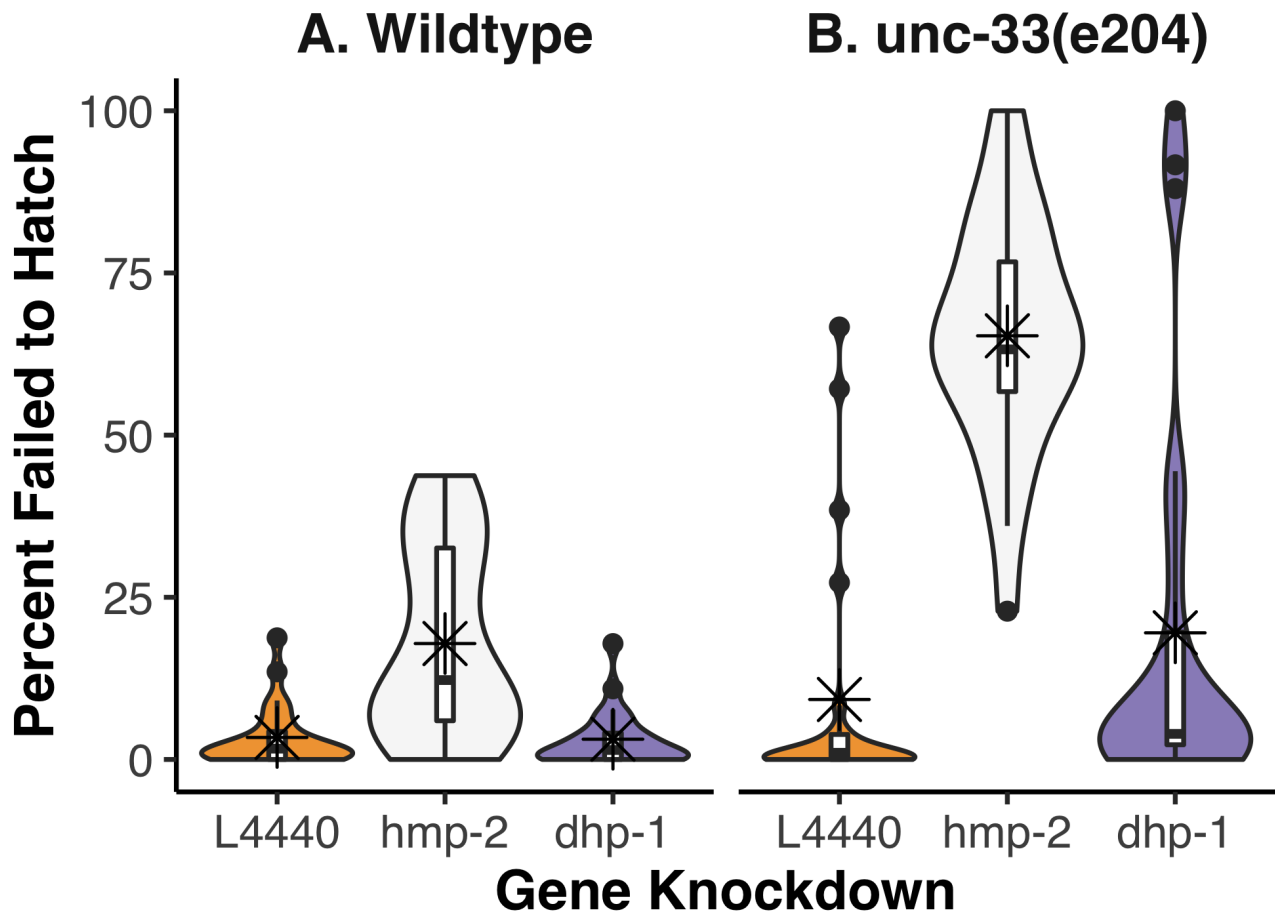 A. Wildtype
B. unc-33(e204)
Percent Failed to Hatch
100
75
50
25
0
L4440 hmp-2 dhp-1
L4440 hmp-2 dhp-1
Gene Knockdown